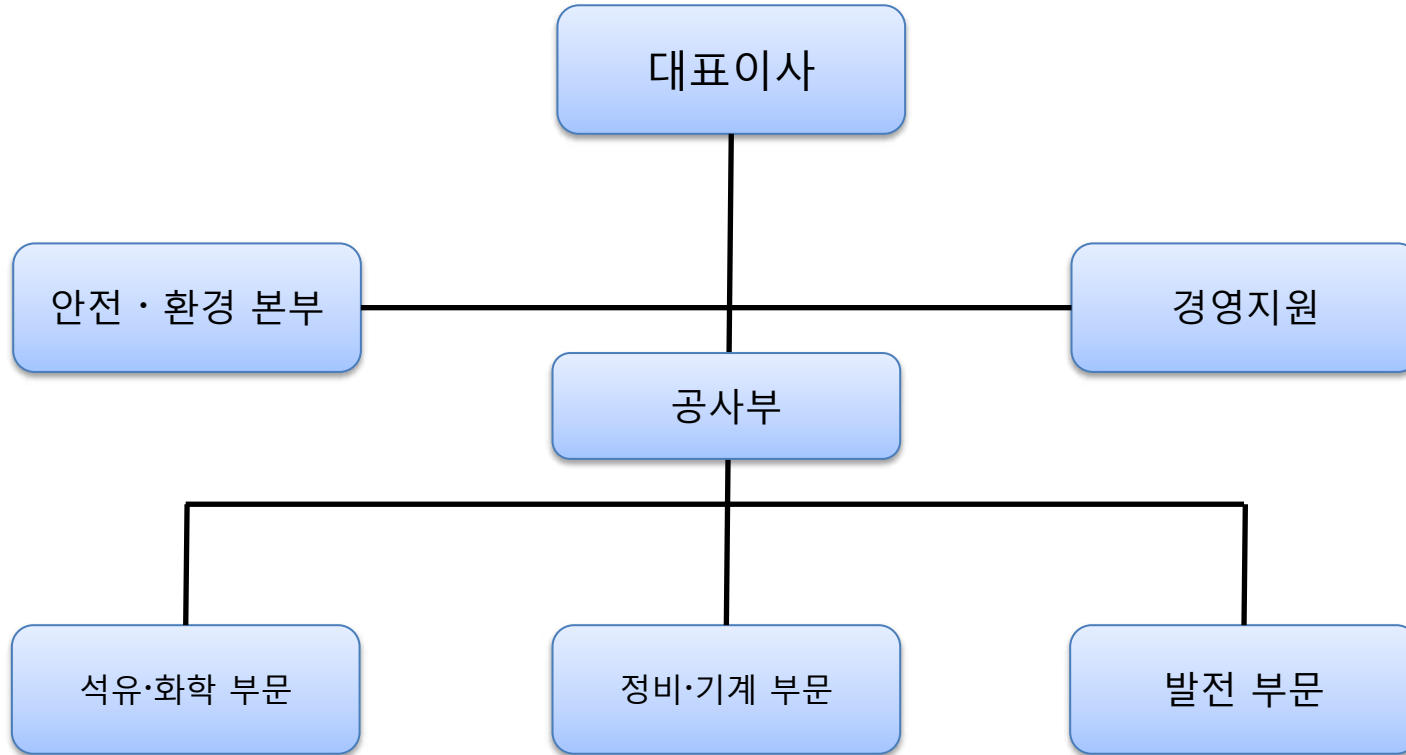 대표이사
안전 · 환경 본부
경영지원
공사부
석유·화학 부문
정비·기계 부문
발전 부문